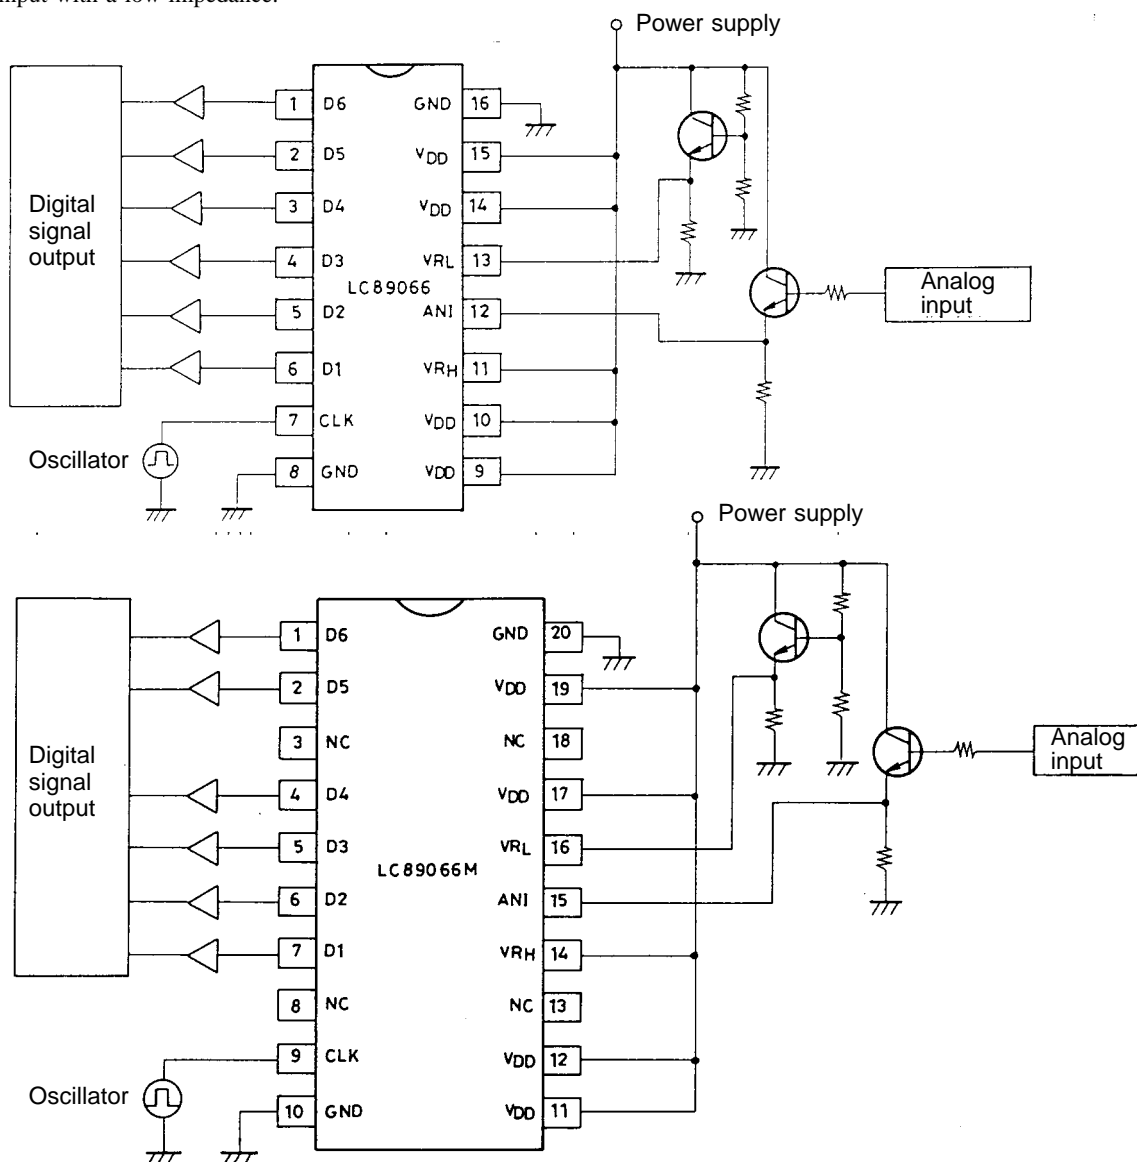 input with a low impedance.
Power supply
1 D6 GND 16
2 D5 VDD 15
Digital
signal
output
3 D4 VDD 14
4 D3 VRL 13
LC89066
5 D2 ANI 12
Analog
input
6 D1 VRH 11
7 CLK VDD 10
Oscillator
8 GND VDD 9
Power supply
1 D6 GND 20
2 D5 VDD 19
3 NC NC 18
Digital
signal
output
4 D4 VDD 17
Analog
input
5 D3 VRL 16
LC89066M
6 D2 ANI 15
7 D1 VRH 14
8 NC NC 13
9 CLK VDD 12
Oscillator
10 GND VDD 11